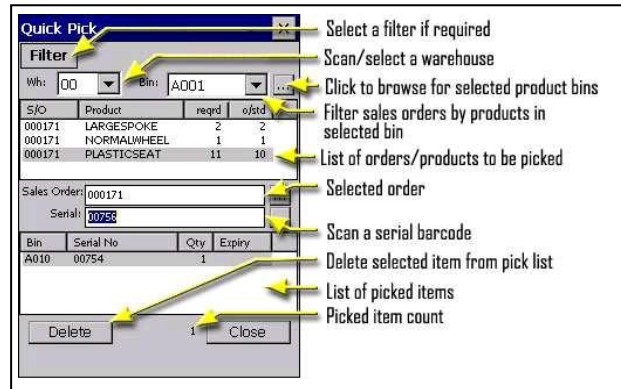 Quick Pick
Select a filter if required
Filter
Scan/select a warehouse
Wh: 00 Bin: A001 ...
Click to browse for selected product bins
Filter sales orders by products in selected bin
S/O Product reqrd o/std
000171 LARGESPOKE 2 2
000171 NORMALWHEEL 1 1
000171 PLASTICSEAT 11 10
List of orders/products to be picked
Sales Order: 000171 ...
Selected order
Serial: 00756
Scan a serial barcode
Bin Serial No Qty Expiry
A010 00754 1
Delete selected item from pick list
List of picked items
Picked item count
Delete 1 Close